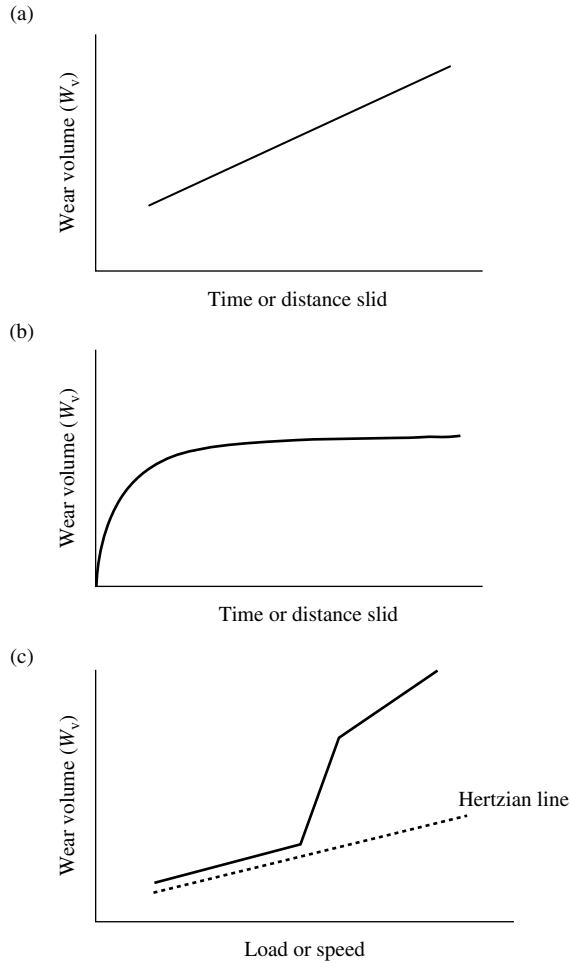 (a)
Wear volume (Wv)
Time or distance slid
(b)
Wear volume (Wv)
Time or distance slid
(c)
Wear volume (Wv)
Hertzian line
Load or speed